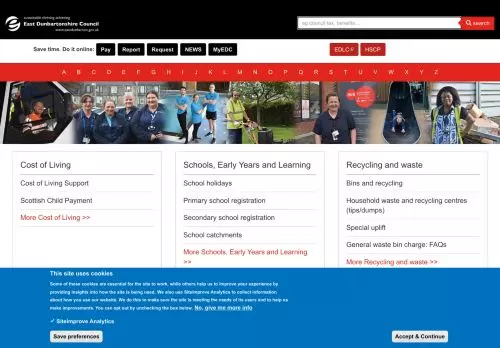 sustainable thriving achieving
East Dunbartonshire Council
www.eastdunbarton.gov.uk
eg council tax, benefits...
search
Save time. Do it online: Pay Report Request NEWS MyEDC EDLC HSCP
A B C D E F G H I J K L M N O P Q R S T U V W X Y Z
Cost of Living
Cost of Living Support
Scottish Child Payment
More Cost of Living >>
Schools, Early Years and Learning
School holidays
Primary school registration
Secondary school registration
School catchments
More Schools, Early Years and Learning
>>
Recycling and waste
Bins and recycling
Household waste and recycling centres
(tips/dumps)
Special uplift
General waste bin charge: FAQs
More Recycling and waste >>
This site uses cookies
Some of these cookies are essential for the site to work, while others help us to improve your experience by
providing insights into how the site is being used. We also use Siteimprove Analytics to collect information
about how you use our website. We do this to make sure the site is meeting the needs of its users and to help us
make improvements. You can opt out by unchecking the box below. No, give me more info
Siteimprove Analytics
Save preferences
Accept & Continue